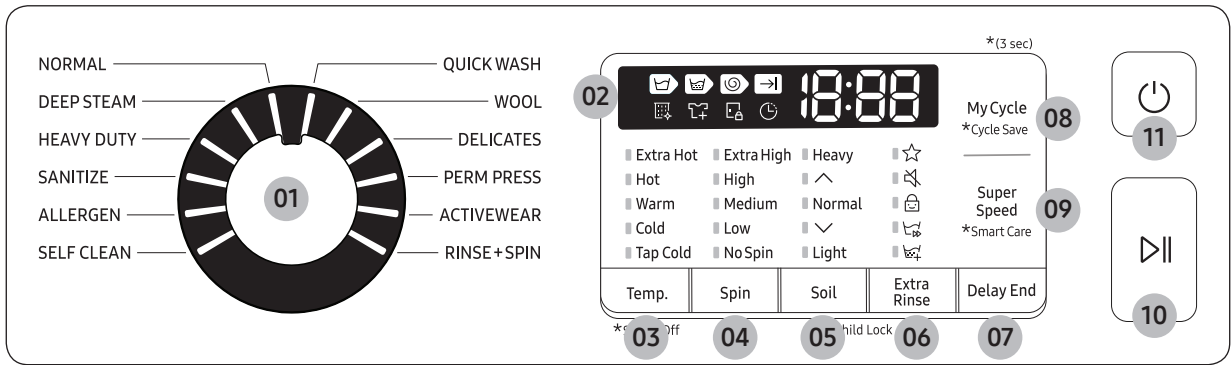 *(3 sec)
NORMAL
QUICK WASH
DEEP STEAM
WOOL
HEAVY DUTY
DELICATES
SANITIZE
PERM PRESS
ALLERGEN
ACTIVEWEAR
SELF CLEAN
RINSE+SPIN
01
02
18:88
Extra Hot
Extra High
Heavy
Hot
High
Warm
Medium
Normal
Cold
Low
Tap Cold
No Spin
Light
My Cycle
*Cycle Save
08
Super
Speed
*Smart Care
09
11
10
Temp.
Spin
Soil
Extra
Rinse
Delay End
Off
Lock
03
04
05
06
07